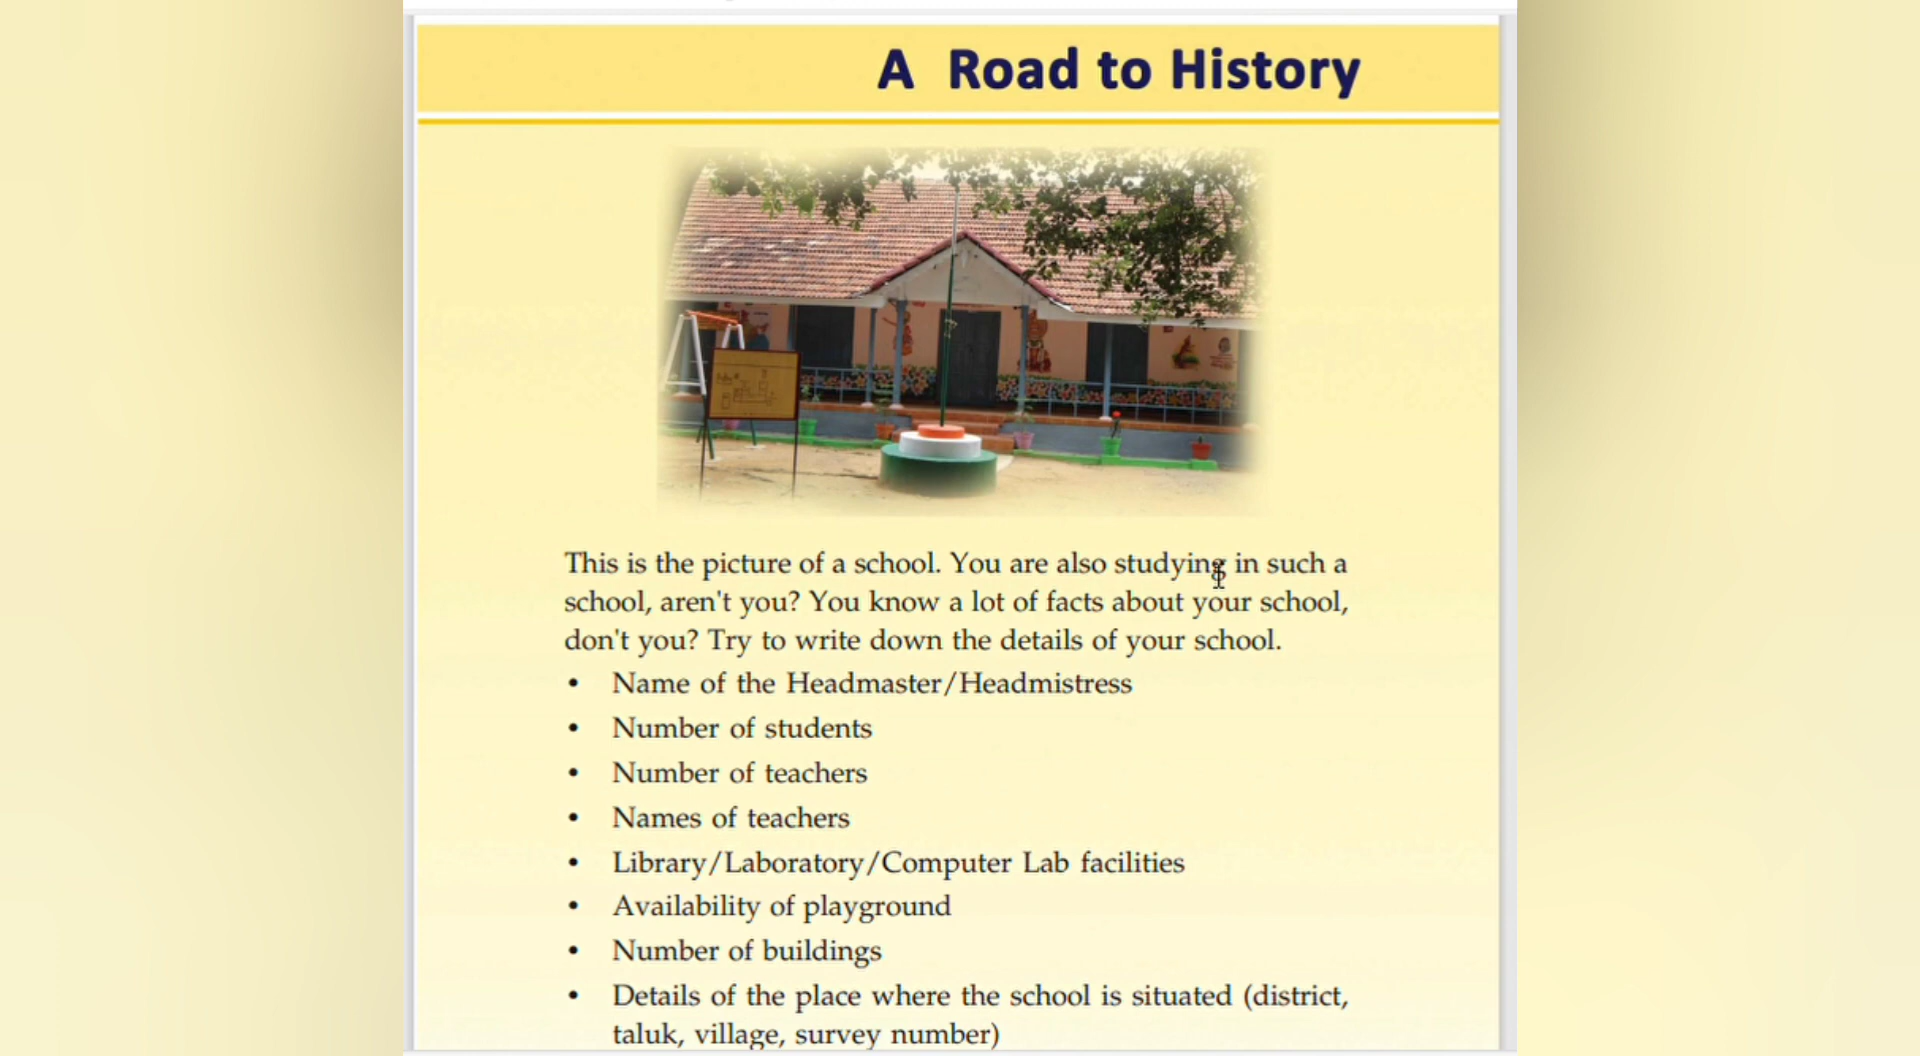 A Road to History
This is the picture of a school. You are also studying in such a
school, aren't you? You know a lot of facts about your school,
don't you? Try to write down the details of your school.
• Name of the Headmaster/Headmistress
• Number of students
• Number of teachers
• Names of teachers
• Library/Laboratory/Computer Lab facilities
• Availability of playground
• Number of buildings
• Details of the place where the school is situated (district,
taluk, village, survey number)